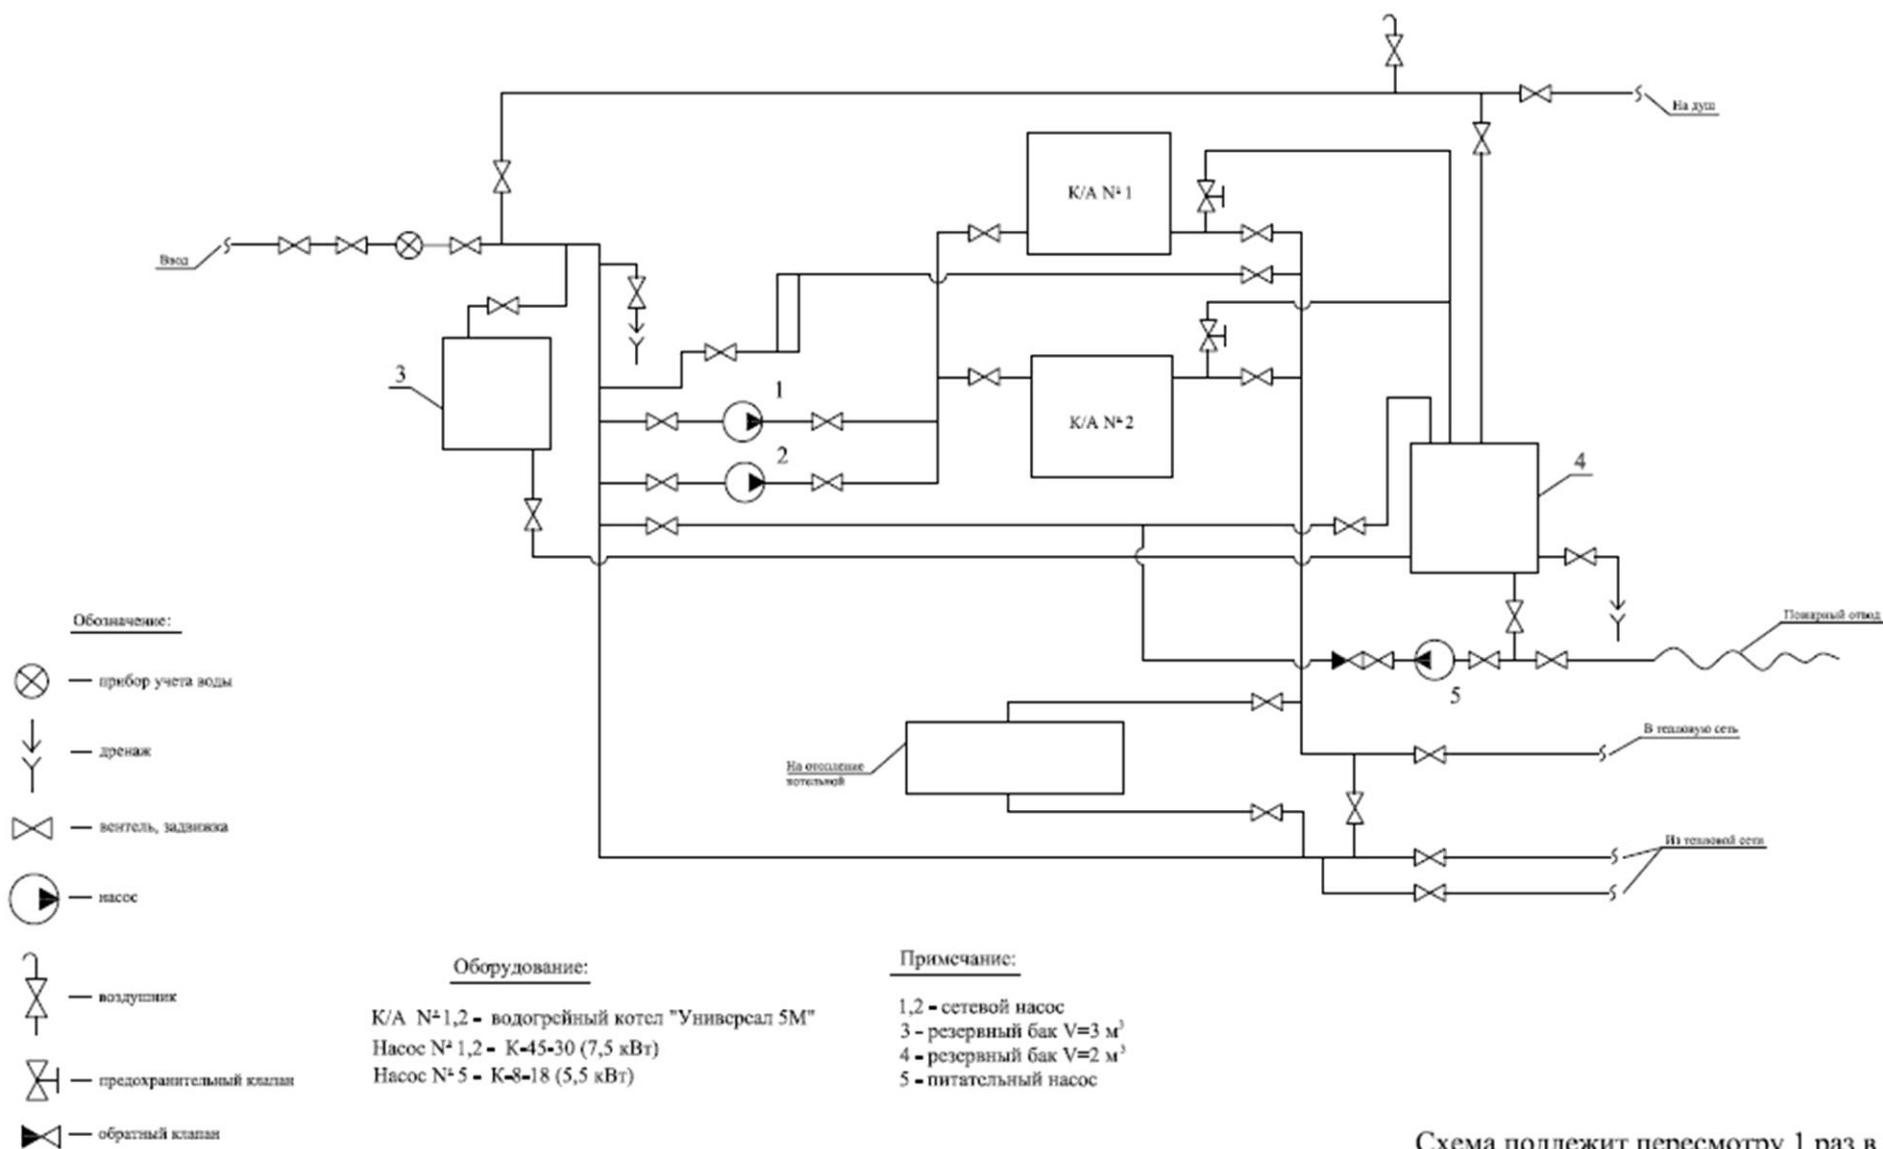 На душ
К/А № 1
Ввод
3
1
К/А № 2
2
4
Обозначение:
Пожарный отвод
прибор учета воды
5
В тепловую сеть
дренаж
На отопление
котельной
вентель, задвижка
Из тепловой сети
насос
Оборудование:
Примечание:
воздушник
1,2 - сетевой насос
К/А № 1,2 - водогрейный котел "Универсал 5М"
3 - резервный бак V=3 м³
Насос № 1,2 - К-45-30 (7,5 кВт)
4 - резервный бак V=2 м³
Насос № 5 - К-8-18 (5,5 кВт)
5 - питательный насос
предохранительный клапан
обратный клапан
Схема подлежит пересмотру 1 раз в